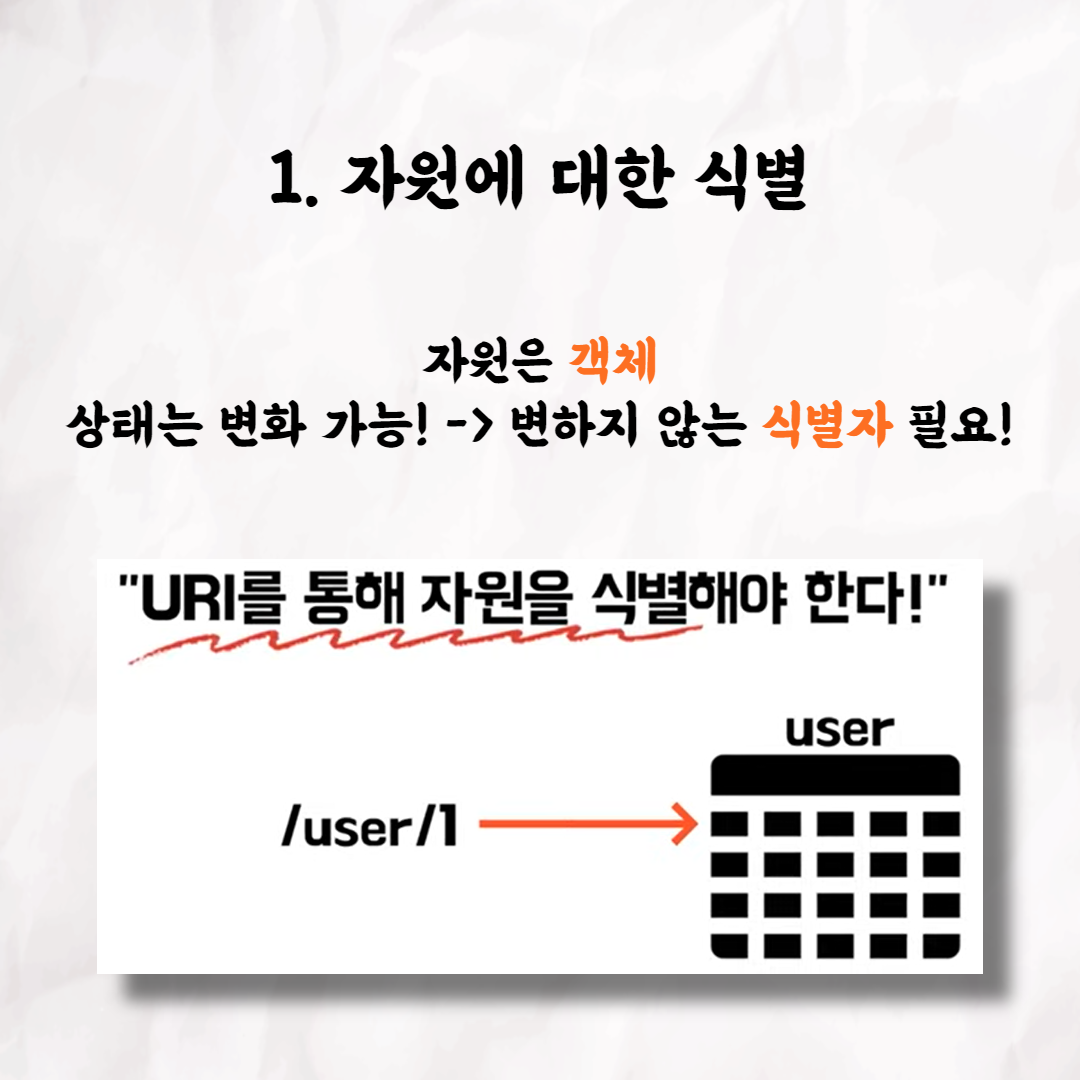 1. 자원에 대한 식별
자원은 객체
상태는 변화 가능! -> 변하지 않는 식별자 필요!
"URI를 통해 자원을 식별해야 한다!"
user
/user/1